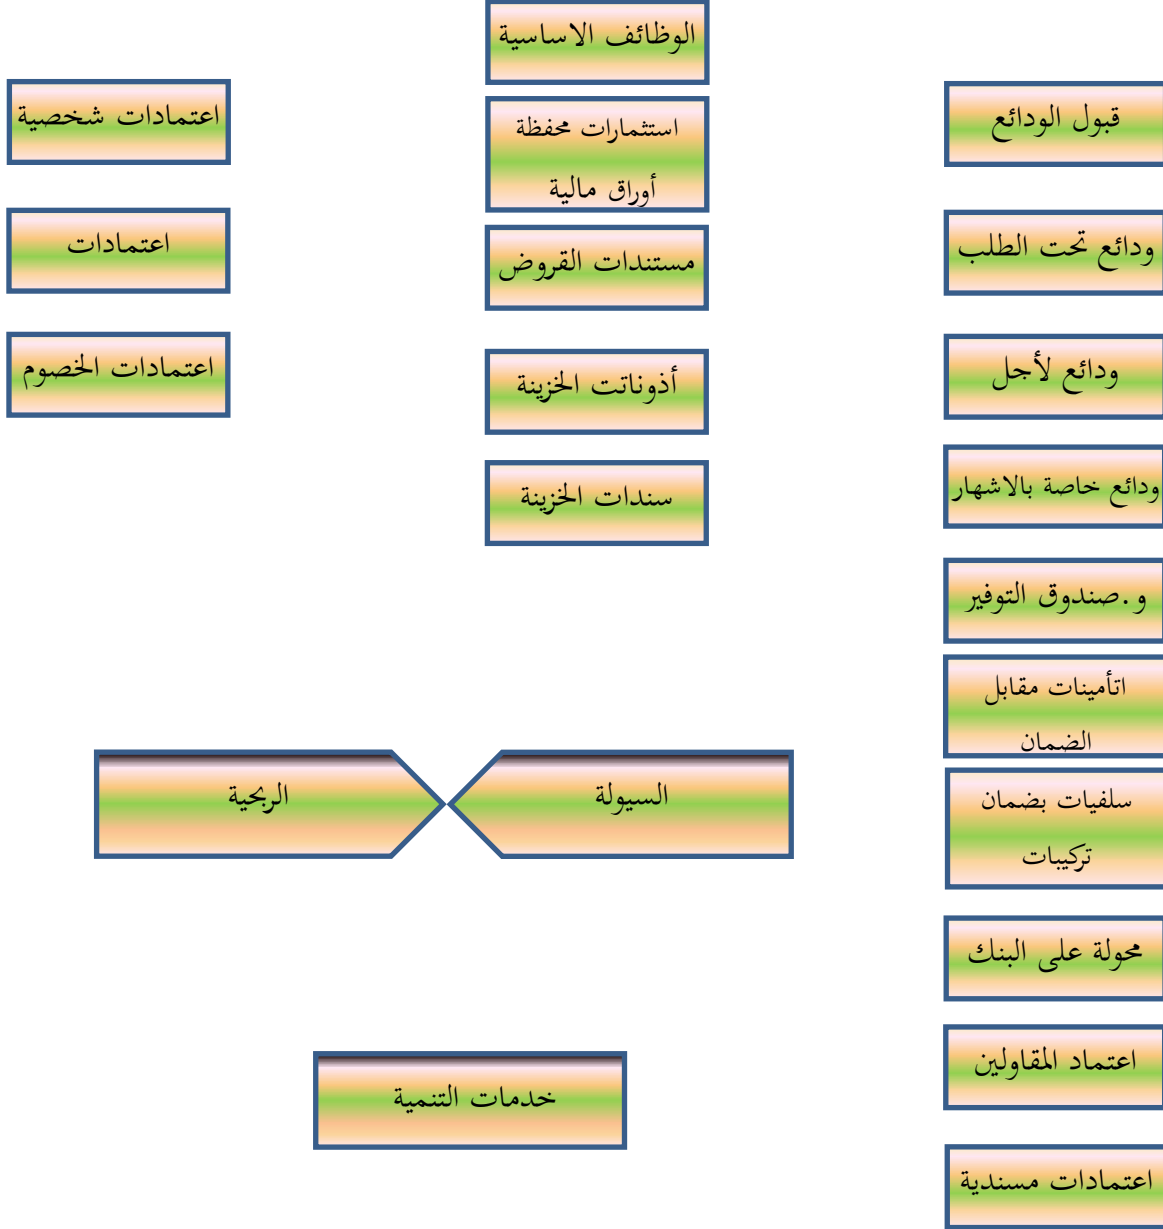 الوظائف الاساسية
قبول الودائع
استثمارات محفظة
أوراق مالية
اعتمادات شخصية
ودائع تحت الطلب
مستندات القروض
اعتمادات
ودائع لأجل
أذوناتت الخزينة
اعتمادات الخصوم
ودائع خاصة بالاشهار
سندات الخزينة
و.صندوق التوفير
اتأمينات مقابل
الضمان
سلفيات بضمان
تركيبات
السيولة
الربحية
محولة على البنك
اعتماد المقاولين
خدمات التنمية
اعتمادات مسندية